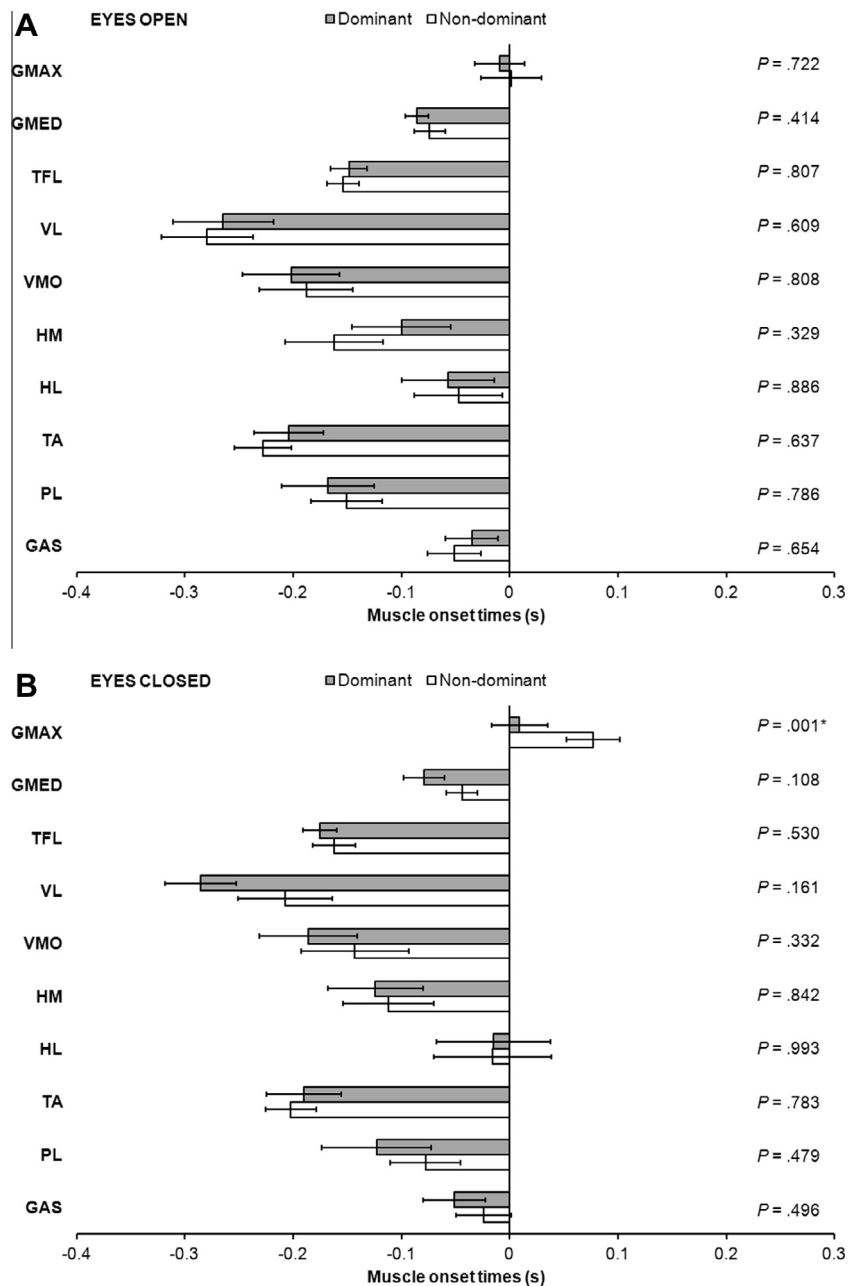 A EYES OPEN Dominant Non-dominant
GMAX P = .722
GMED P = .414
TFL P = .807
VL P = .609
VMO P = .808
HM P = .329
HL P = .886
TA P = .637
PL P = .786
GAS P = .654
-0.4 -0.3 -0.2 -0.1 0 0.1 0.2 0.3
Muscle onset times (s)
B EYES CLOSED Dominant Non-dominant
GMAX P = .001*
GMED P = .108
TFL P = .530
VL P = .161
VMO P = .332
HM P = .842
HL P = .993
TA P = .783
PL P = .479
GAS P = .496
-0.4 -0.3 -0.2 -0.1 0 0.1 0.2 0.3
Muscle onset times (s)